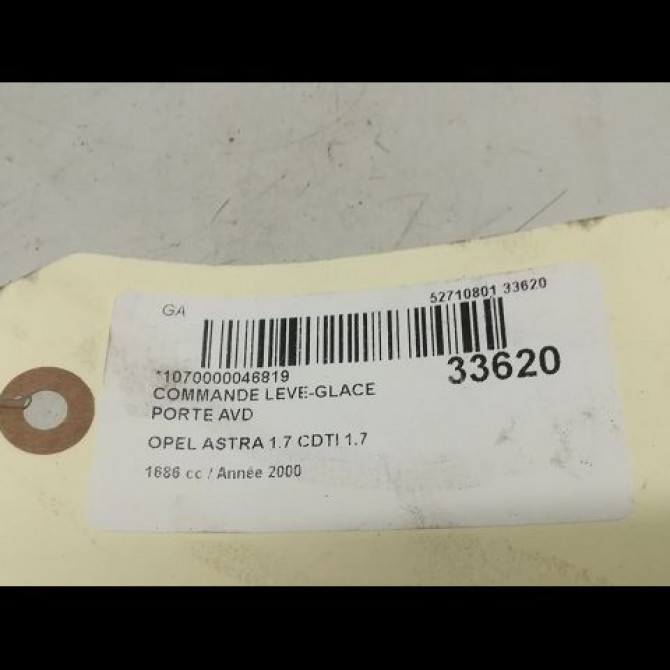 GA
52710801 33620
*1070000046819
33620
COMMANDE LEVE-GLACE
PORTE AVD
OPEL ASTRA 1.7 CDTI 1.7
1686 cc / Année 2000